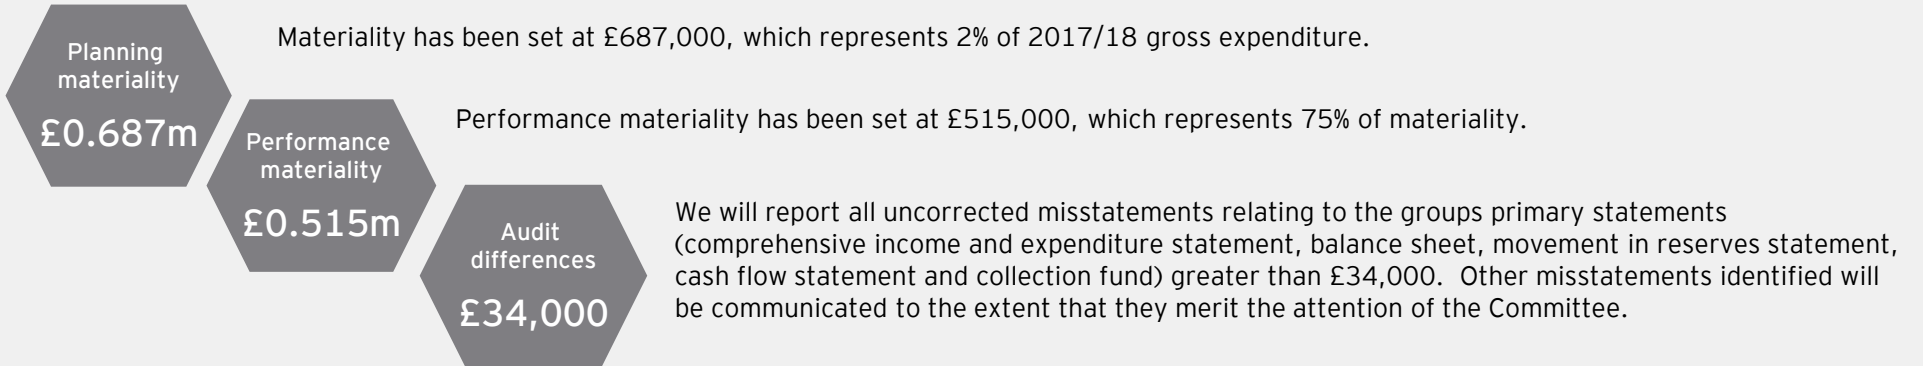 Planning
materiality
£0.687m
Materiality has been set at £687,000, which represents 2% of 2017/18 gross expenditure.
Performance
materiality
£0.515m
Performance materiality has been set at £515,000, which represents 75% of materiality.
Audit
differences
£34,000
We will report all uncorrected misstatements relating to the groups primary statements
(comprehensive income and expenditure statement, balance sheet, movement in reserves statement,
cash flow statement and collection fund) greater than £34,000.  Other misstatements identified will
be communicated to the extent that they merit the attention of the Committee.